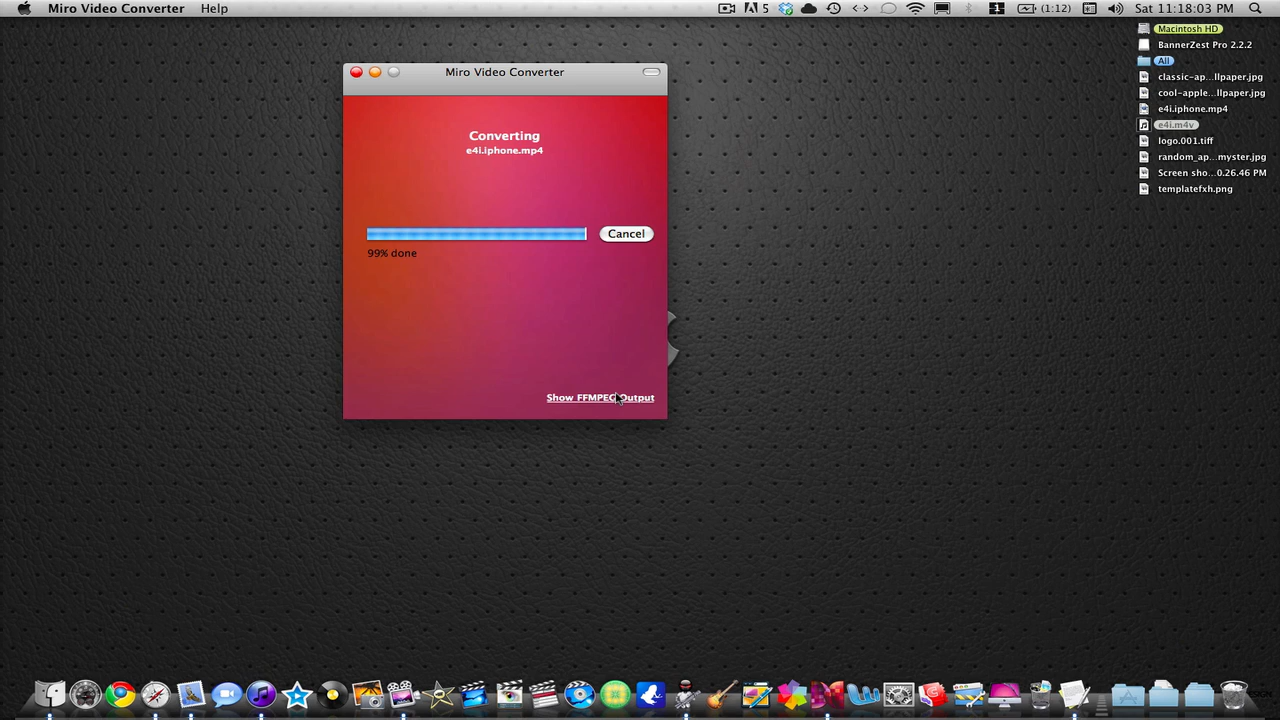 Miro Video Converter Help
5
(1:12)
Sat 11:18:03 PM
Miro Video Converter
Converting
e4i.iphone.mp4
Cancel
99% done
Show FFMPEG Output
Macintosh HD
BannerZest Pro 2.2.2
All
classic-ap...llpaper.jpg
cool-apple...llpaper.jpg
e4i.iphone.mp4
e4i.m4v
logo.001.tiff
random_ap...myster.jpg
Screen sho...0.26.46 PM
templatefxh.png